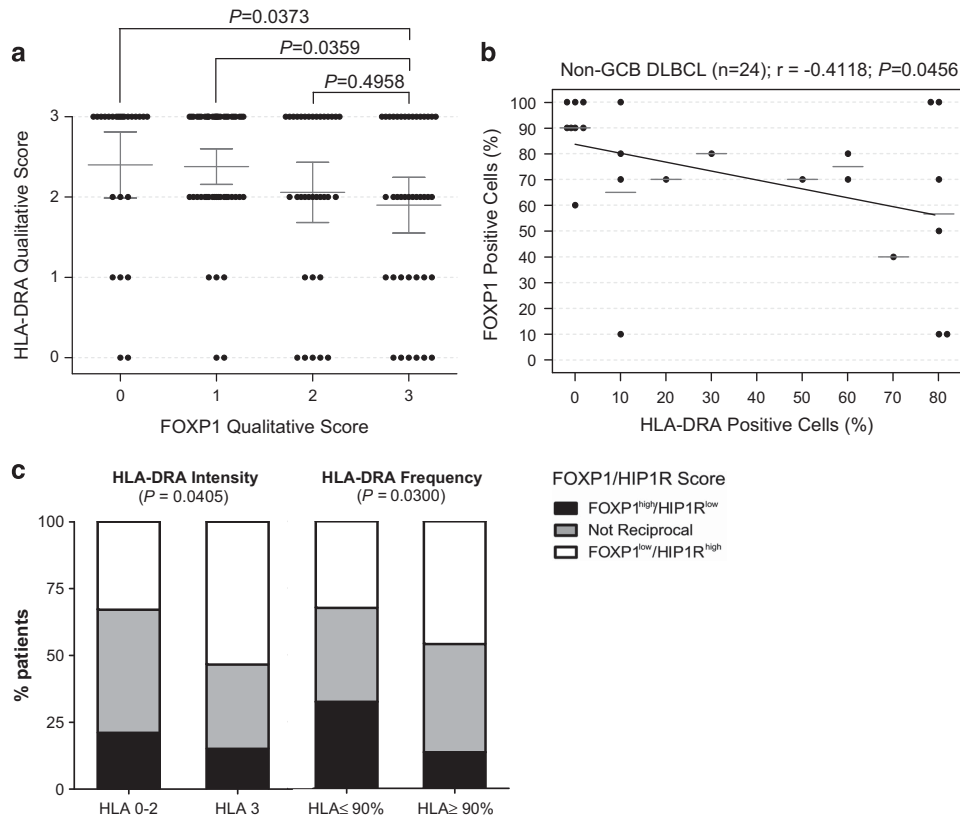 a
P=0.0373
P=0.0359
P=0.4958
HLA-DRA Qualitative Score
3
2
1
0
0 1 2 3
FOXP1 Qualitative Score
b
Non-GCB DLBCL (n=24); r = -0.4118; P=0.0456
FOXP1 Positive Cells (%)
100
90
80
70
60
50
40
30
20
10
0
0 10 20 30 40 50 60 70 80
HLA-DRA Positive Cells (%)
c
HLA-DRA Intensity
(P = 0.0405)
HLA-DRA Frequency
(P = 0.0300)
% patients
100
75
50
25
0
HLA 0-2 HLA 3 HLA≤ 90% HLA≥ 90%
FOXP1/HIP1R Score
FOXP1high/HIP1Rlow
Not Reciprocal
FOXP1low/HIP1Rhigh